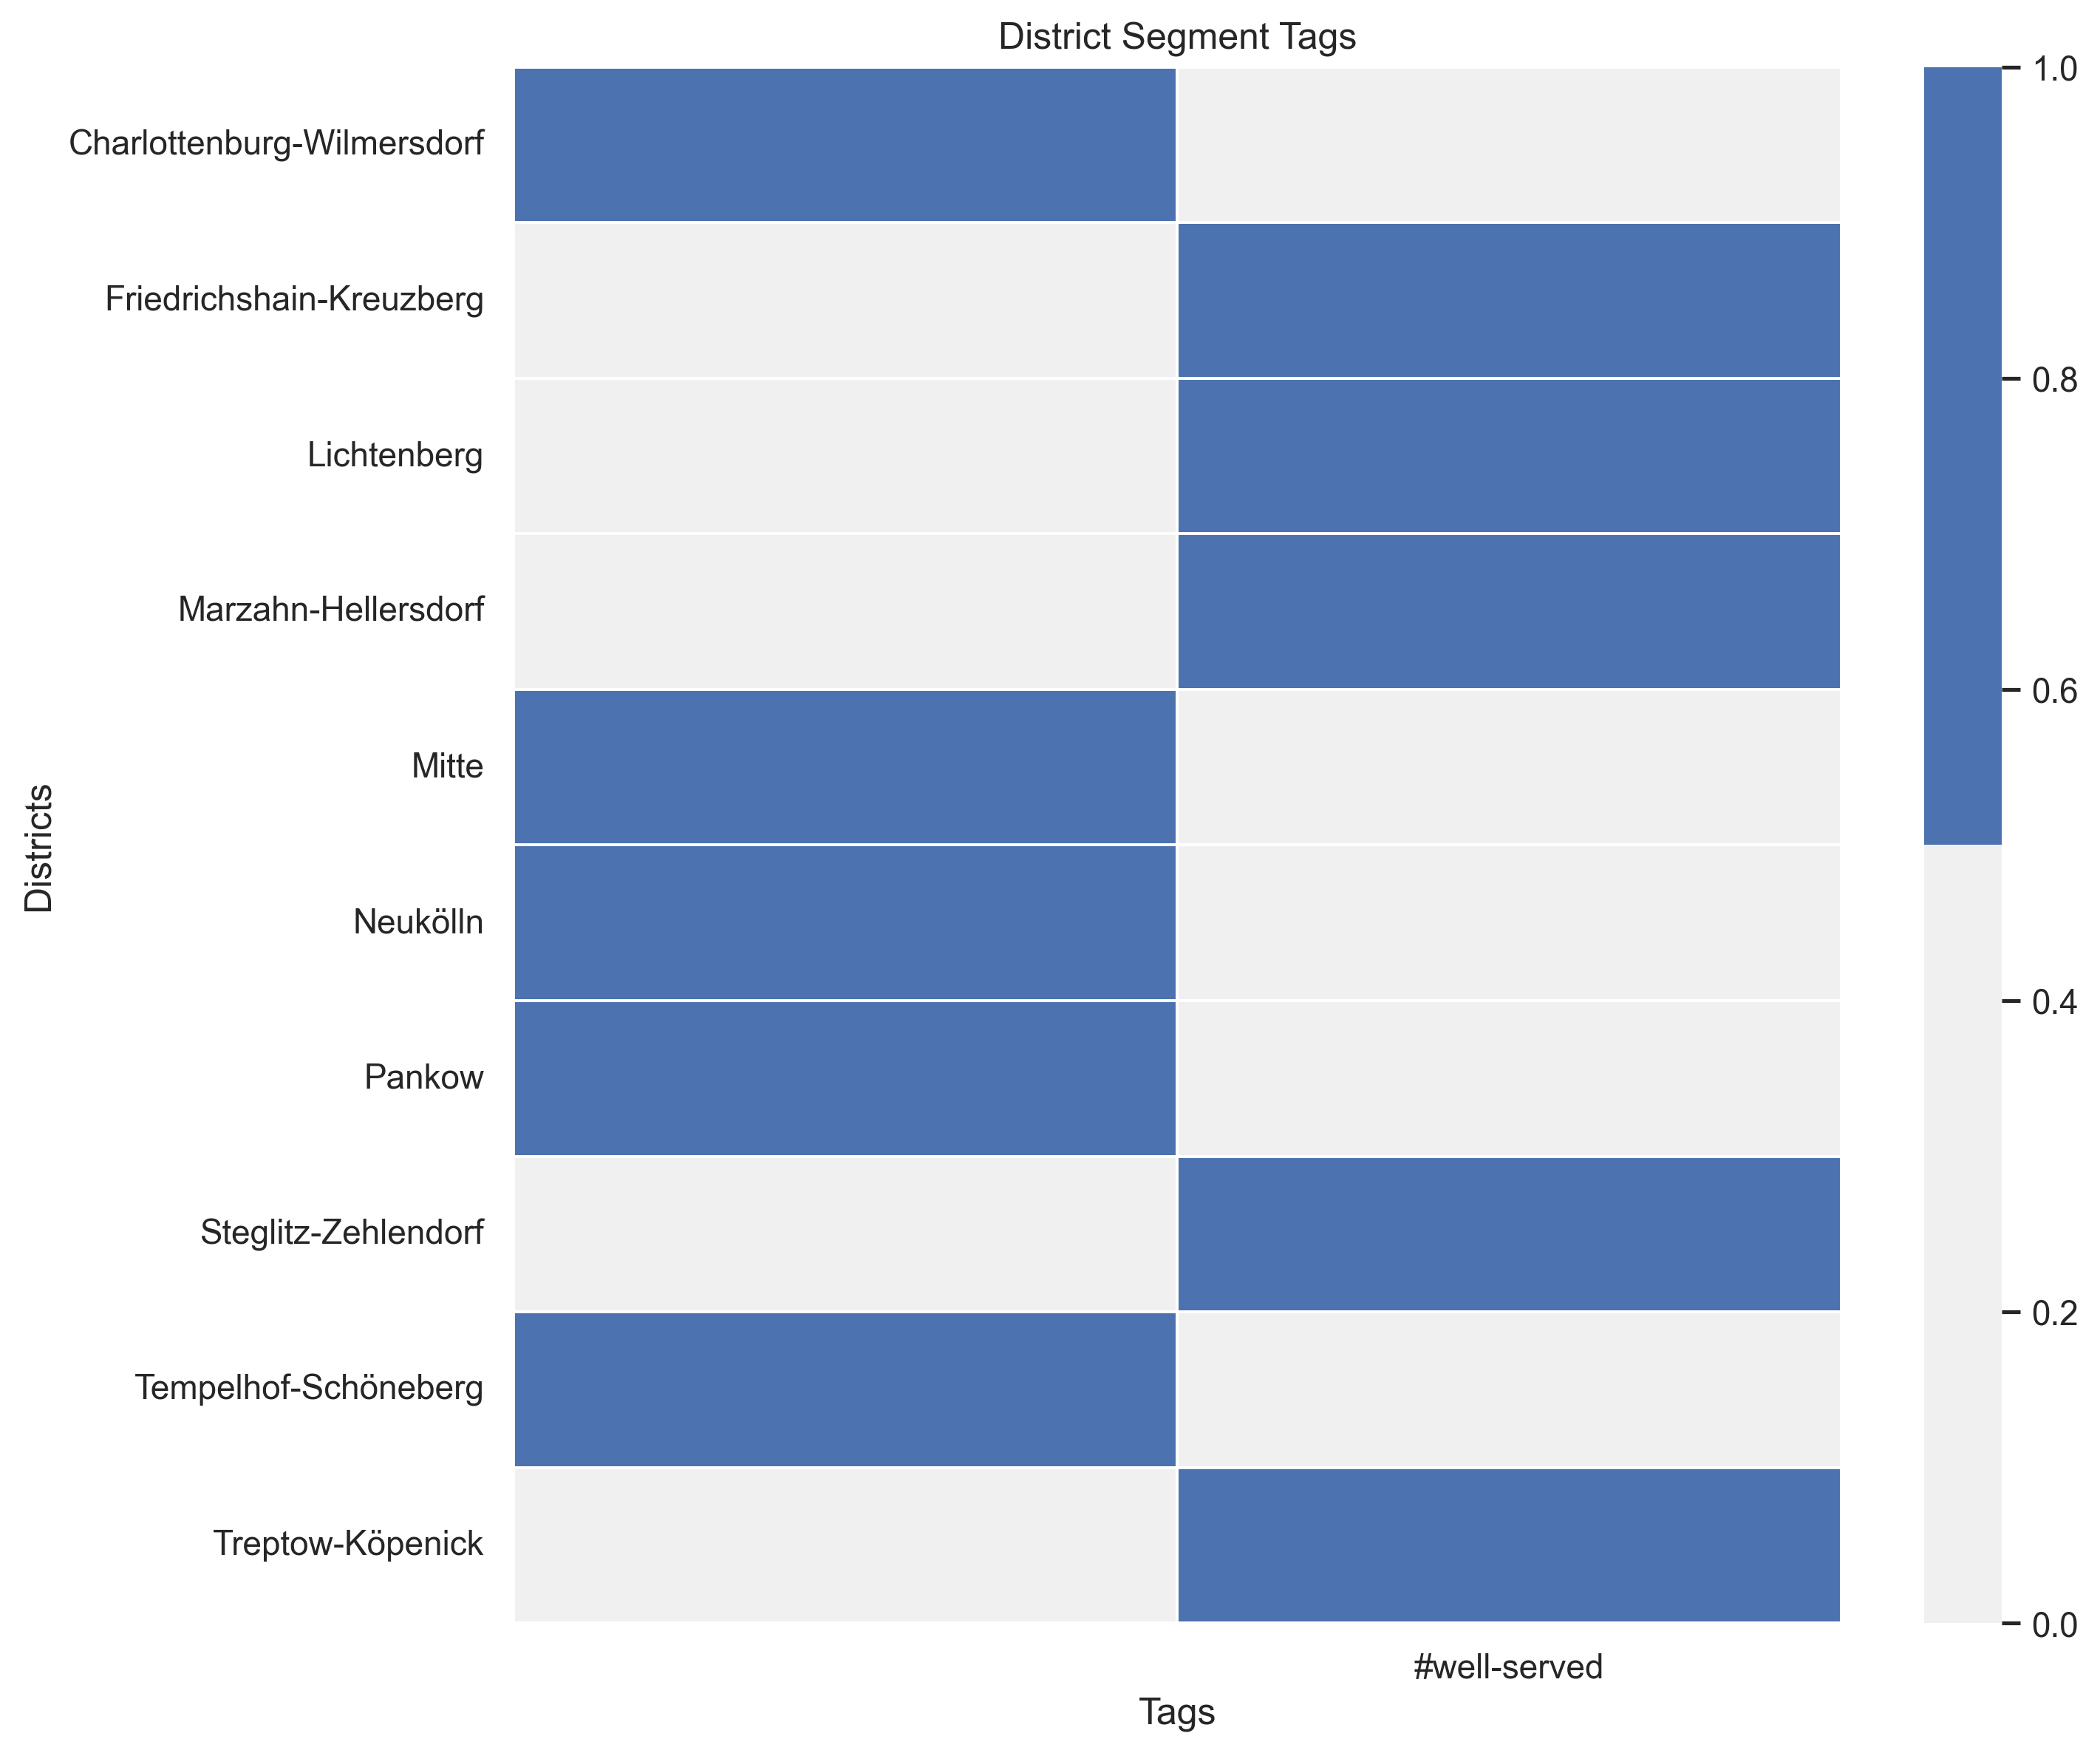 District Segment Tags
Charlottenburg-Wilmersdorf
Friedrichshain-Kreuzberg
Lichtenberg
Marzahn-Hellersdorf
Mitte
Neukölln
Pankow
Steglitz-Zehlendorf
Tempelhof-Schöneberg
Treptow-Köpenick
Districts
#well-served
Tags
1.0
0.8
0.6
0.4
0.2
0.0